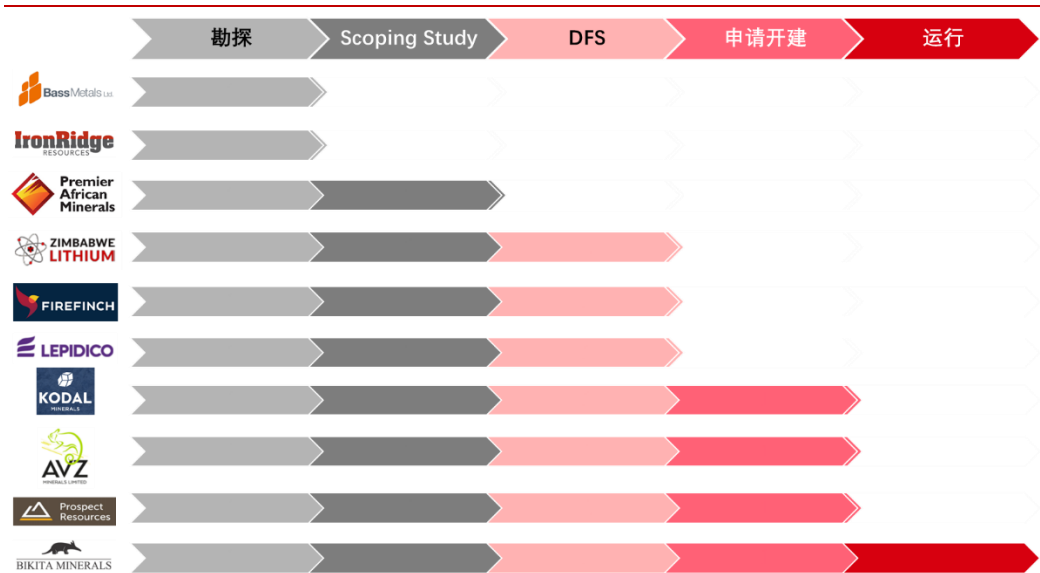 勘探
Scoping Study
DFS
申请开建
运行
BassMetals Ltd.
IronRidge
RESOURCES
Premier
African
Minerals
ZIMBABWE
LITHIUM
FIREFINCH
LEPIDICO
KODAL
MINERALS
AVZ
MINERALS LIMITED
Prospect
Resources
BIKITA MINERALS